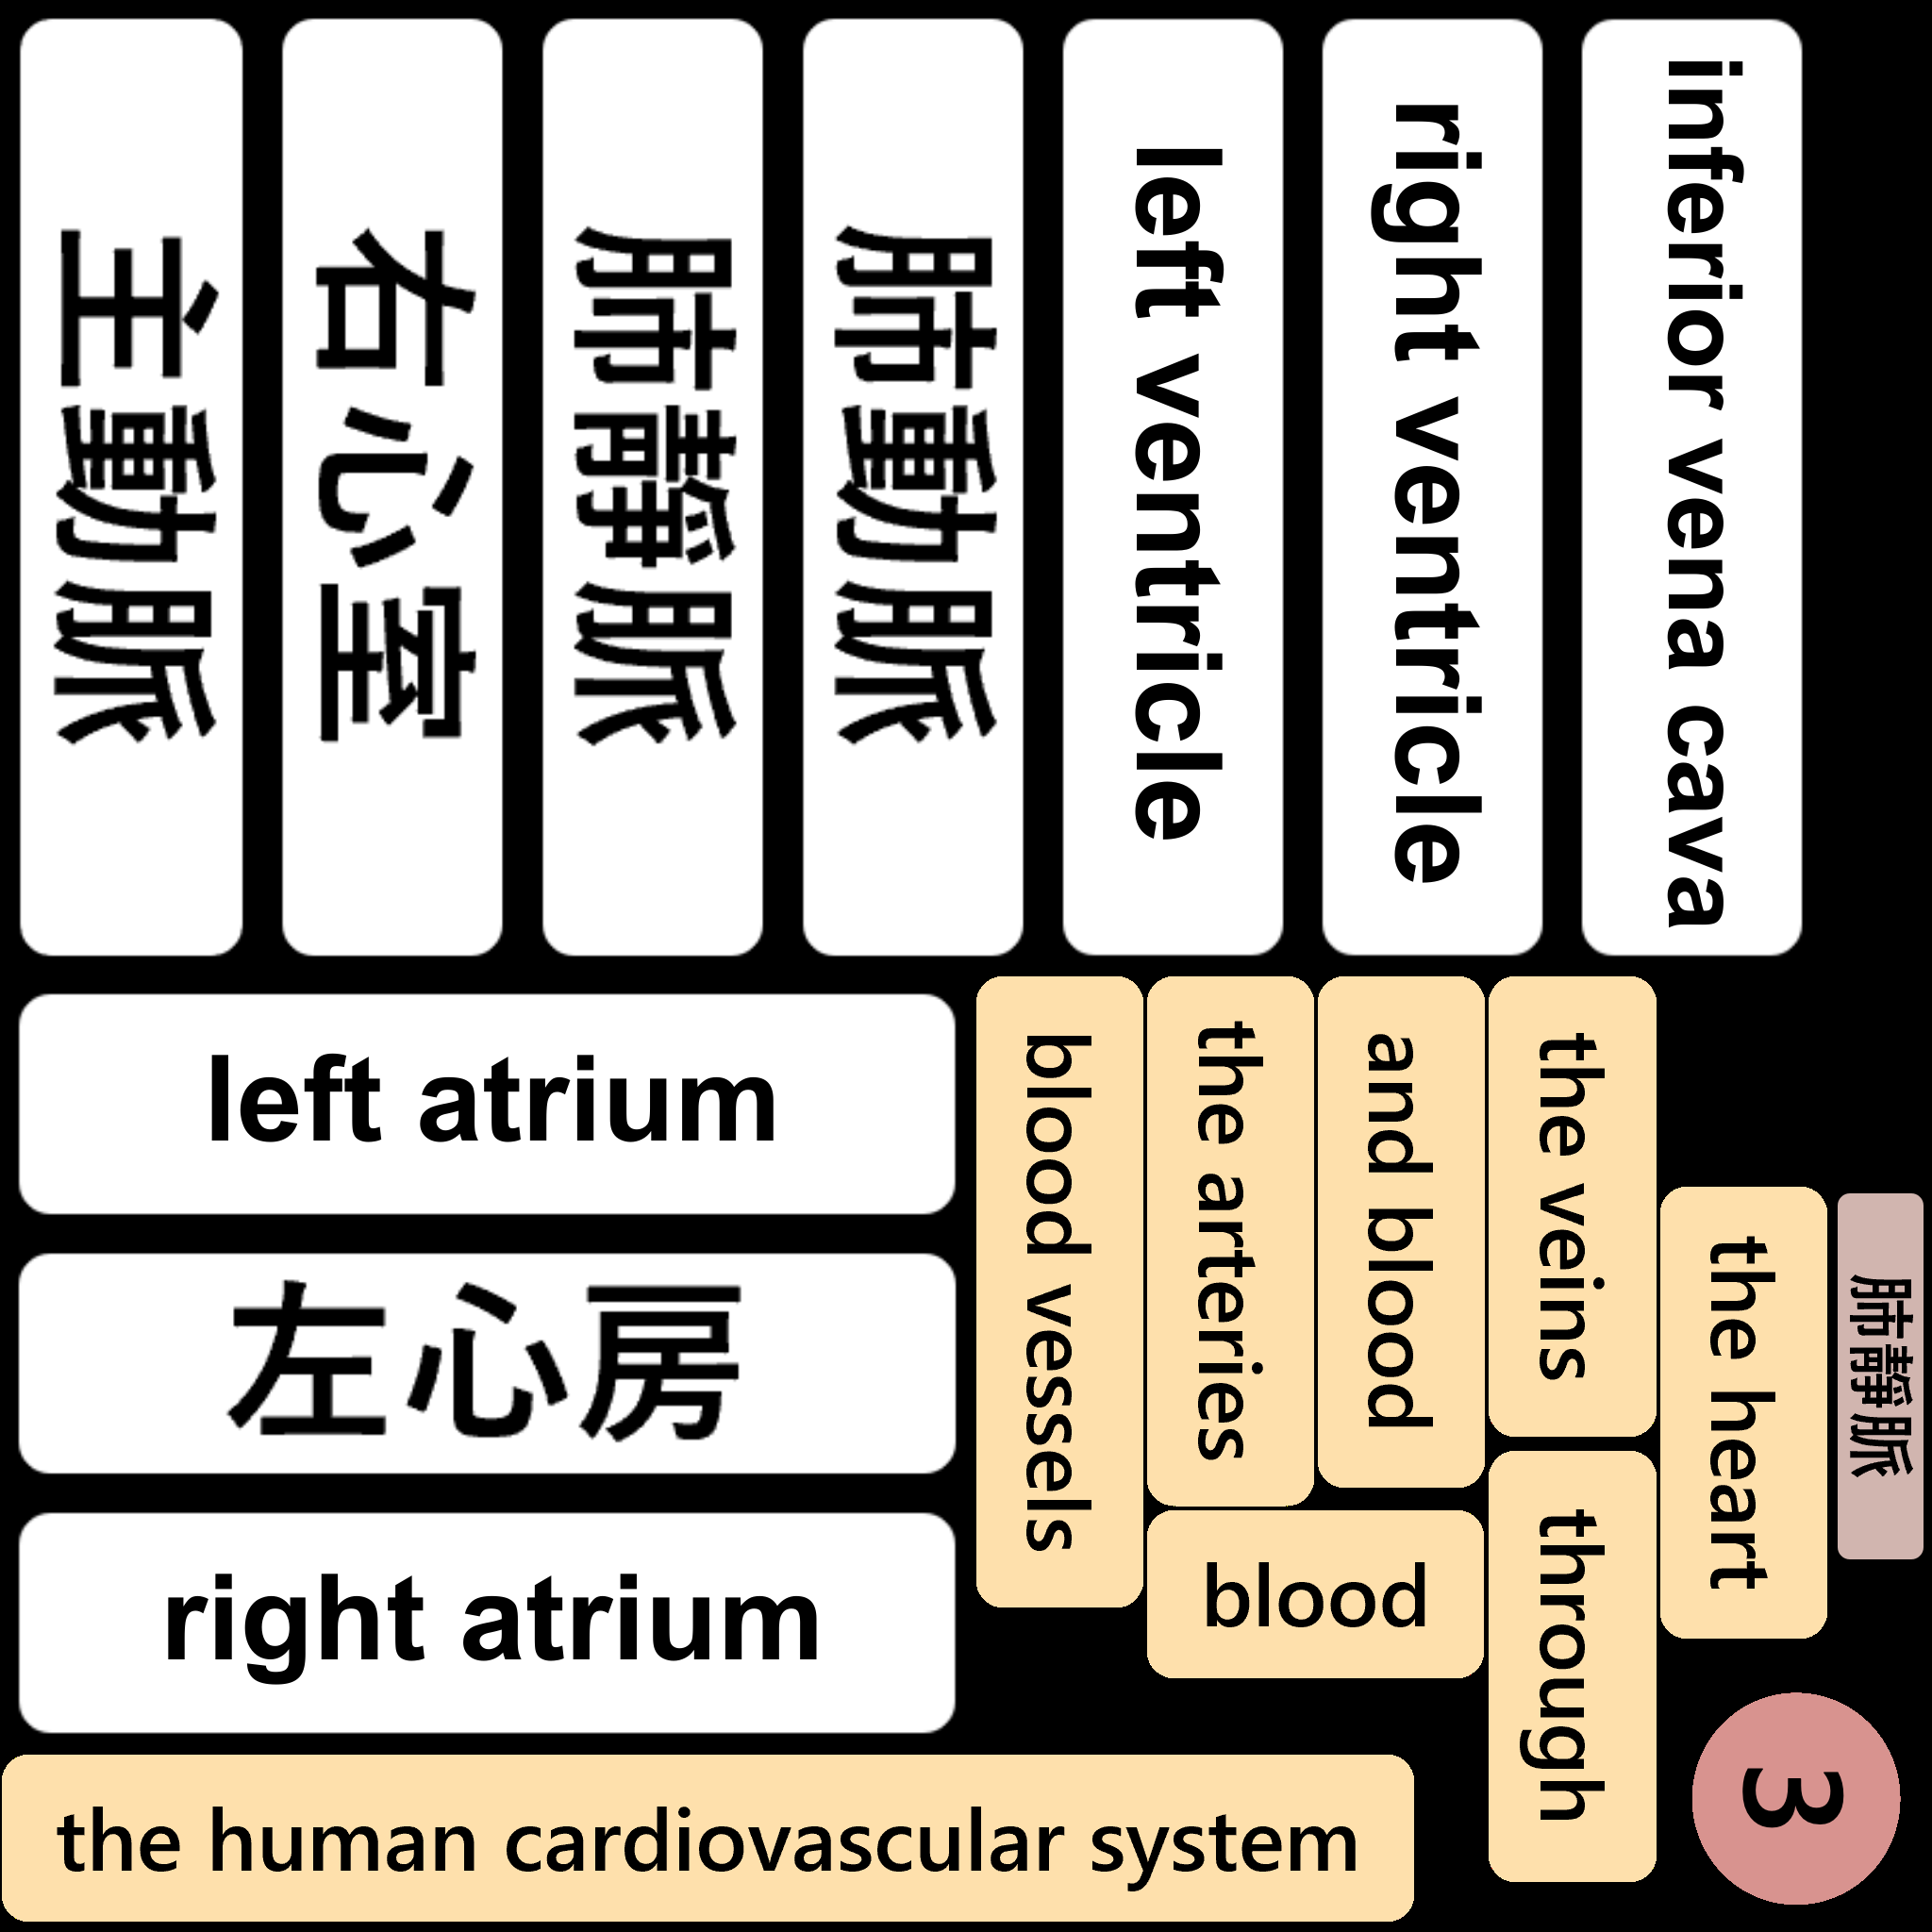 主動脈
右心室
肺靜脈
肺動脈
left ventricle
right ventricle
inferior vena cava
left atrium
左心房
right atrium
blood vessels
the arteries
and blood
the veins
the heart
肺靜脈
blood
through
3
the human cardiovascular system